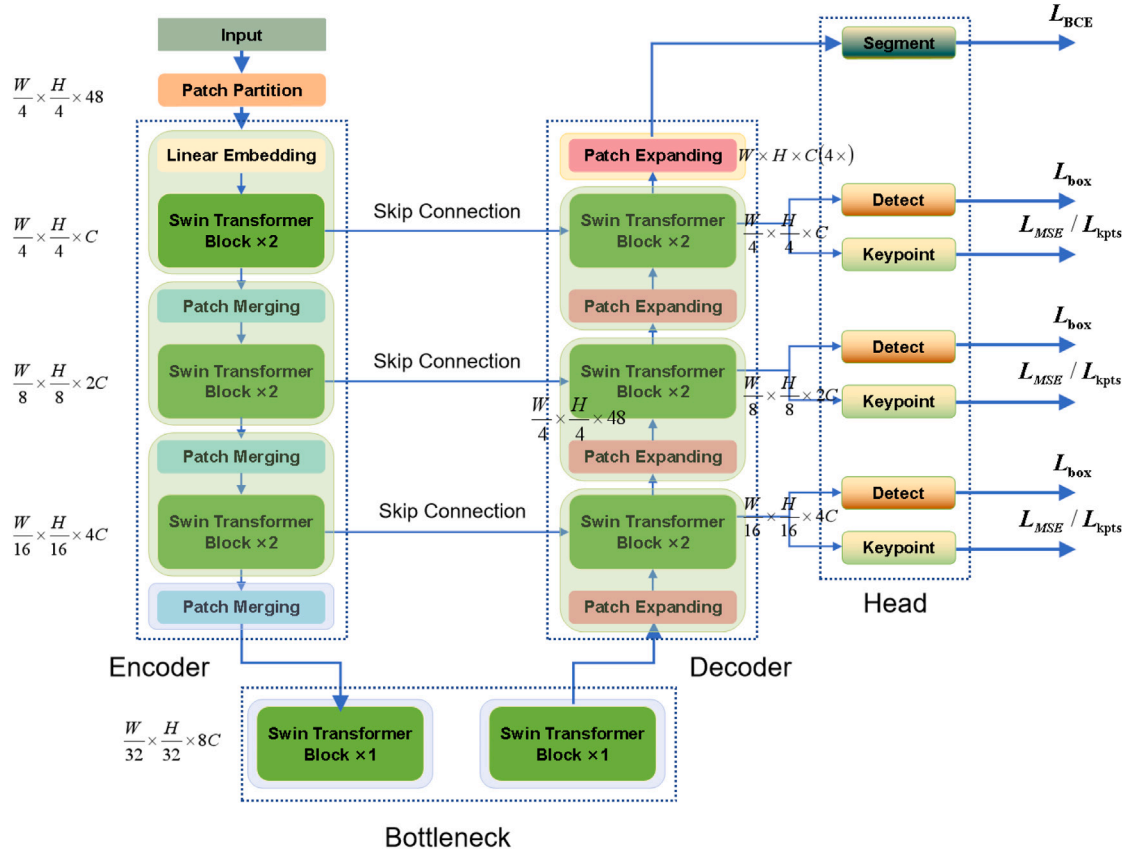 Input
Patch Partition
W/4 × H/4 × 48
Linear Embedding
Swin Transformer
Block ×2
W/4 × H/4 × C
Patch Merging
Swin Transformer
Block ×2
W/8 × H/8 × 2C
Patch Merging
Swin Transformer
Block ×2
W/16 × H/16 × 4C
Patch Merging
Encoder
Skip Connection
Skip Connection
Skip Connection
Swin Transformer
Block ×1
Swin Transformer
Block ×1
W/32 × H/32 × 8C
Bottleneck
Patch Expanding
W × H × C(4×)
Swin Transformer
Block ×2
W/4 × H/4 × C
Patch Expanding
Swin Transformer
Block ×2
W/8 × H/8 × 2C
W/4 × H/4 × 48
Patch Expanding
Swin Transformer
Block ×2
W/16 × H/16 × 4C
Patch Expanding
Decoder
Segment
L_BCE
Detect
L_box
Keypoint
L_MSE / L_kpts
Detect
L_box
Keypoint
L_MSE / L_kpts
Detect
L_box
Keypoint
L_MSE / L_kpts
Head